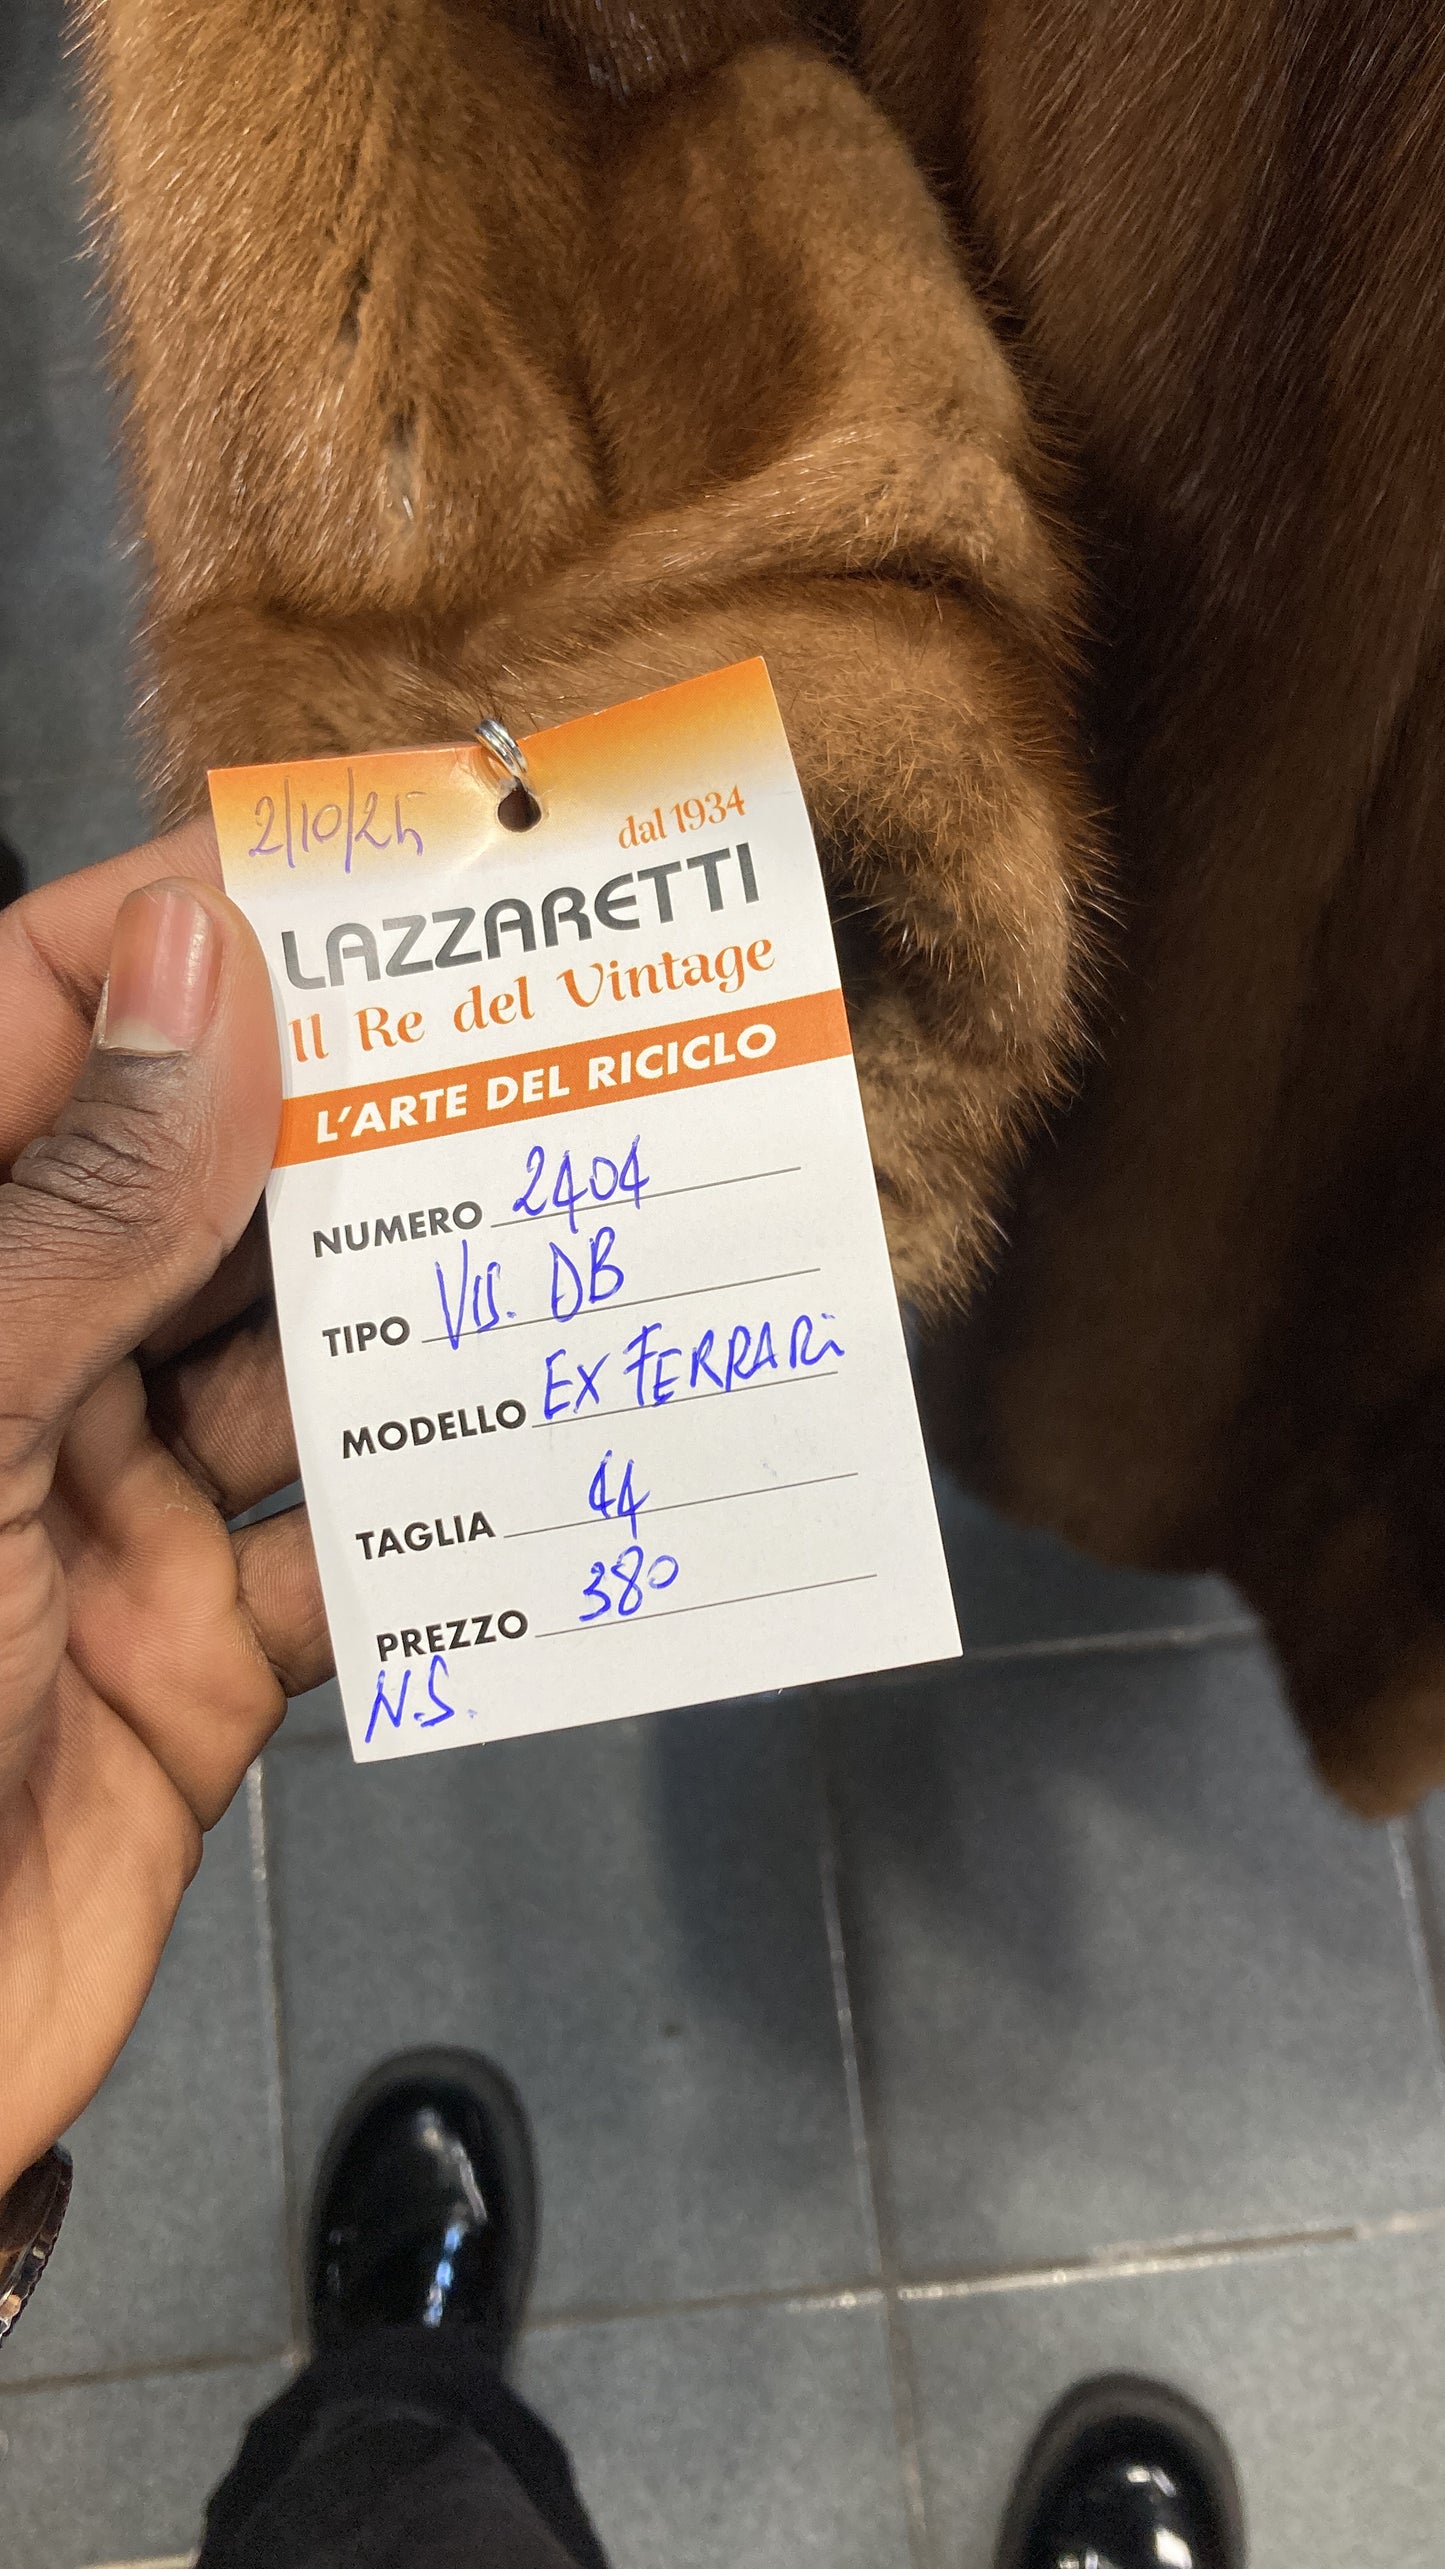 2/10/25
dal 1934
LAZZARETTI
Il Re del Vintage
L'ARTE DEL RICICLO
NUMERO 2404
TIPO Vis. DB
MODELLO EX FERRARi
TAGLIA 44
PREZZO 380
N.S.